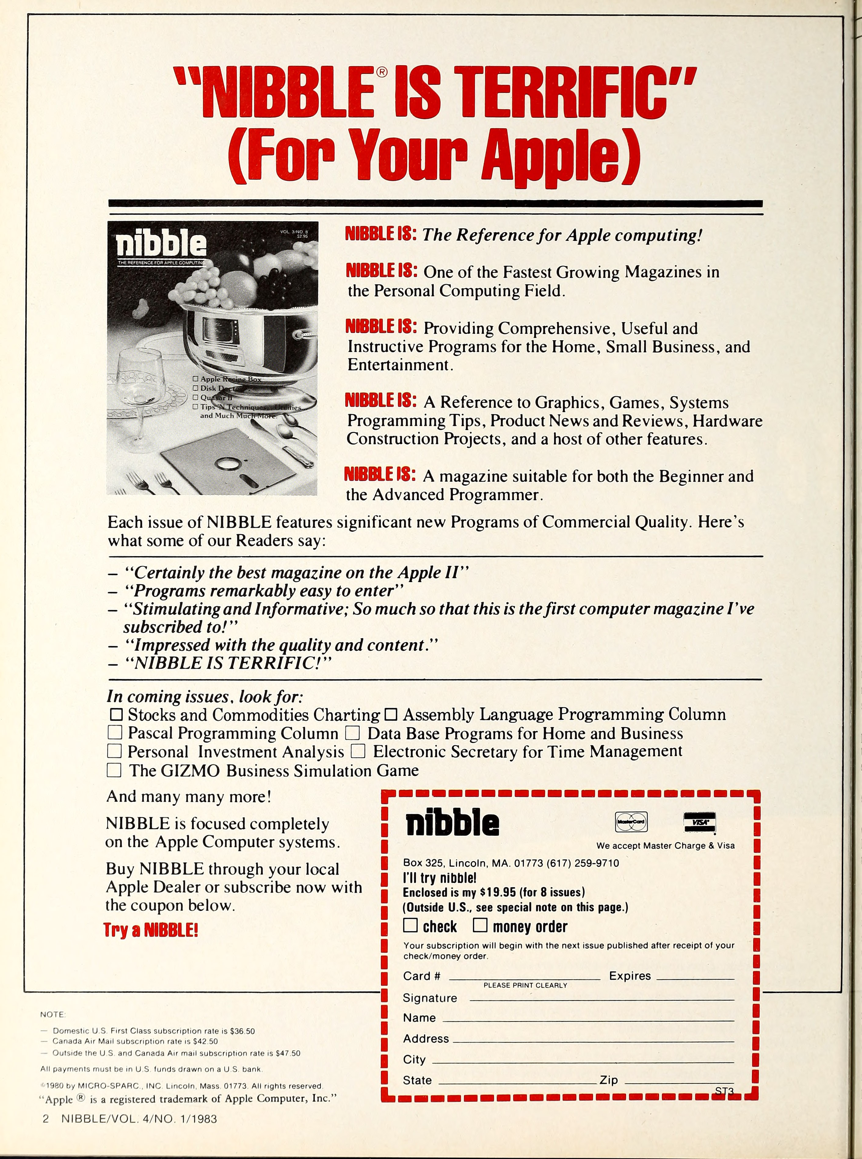 "NIBBLE® IS TERRIFIC"
(For Your Apple)
nibble
VOL. 3/NO. 8
THE REFERENCE FOR APPLE COMPUTING
☐ Apple Recipe Box
☐ Disk Doctor
☐ Quasar II
☐ Tips 'N Techniques, Utilities
and Much Much More
NIBBLE IS: The Reference for Apple computing!
NIBBLE IS: One of the Fastest Growing Magazines in
the Personal Computing Field.
NIBBLE IS: Providing Comprehensive, Useful and
Instructive Programs for the Home, Small Business, and
Entertainment.
NIBBLE IS: A Reference to Graphics, Games, Systems
Programming Tips, Product News and Reviews, Hardware
Construction Projects, and a host of other features.
NIBBLE IS: A magazine suitable for both the Beginner and
the Advanced Programmer.
Each issue of NIBBLE features significant new Programs of Commercial Quality. Here's
what some of our Readers say:
– "Certainly the best magazine on the Apple II"
– "Programs remarkably easy to enter"
– "Stimulating and Informative; So much so that this is the first computer magazine I've
subscribed to!"
– "Impressed with the quality and content."
– "NIBBLE IS TERRIFIC!"
In coming issues, look for:
☐ Stocks and Commodities Charting ☐ Assembly Language Programming Column
☐ Pascal Programming Column ☐ Data Base Programs for Home and Business
☐ Personal Investment Analysis ☐ Electronic Secretary for Time Management
☐ The GIZMO Business Simulation Game
And many many more!
NIBBLE is focused completely
on the Apple Computer systems.
Buy NIBBLE through your local
Apple Dealer or subscribe now with
the coupon below.
Try a NIBBLE!
nibble
MasterCard VISA
We accept Master Charge & Visa
Box 325, Lincoln, MA. 01773 (617) 259-9710
I'll try nibble!
Enclosed is my $19.95 (for 8 issues)
(Outside U.S., see special note on this page.)
☐ check ☐ money order
Your subscription will begin with the next issue published after receipt of your
check/money order.
Card # Expires
PLEASE PRINT CLEARLY
Signature
Name
Address
City
State Zip
ST3
NOTE:
— Domestic U.S. First Class subscription rate is $36.50
— Canada Air Mail subscription rate is $42.50
— Outside the U.S. and Canada Air mail subscription rate is $47.50
All payments must be in U.S. funds drawn on a U.S. bank.
©1980 by MICRO-SPARC., INC. Lincoln, Mass. 01773. All rights reserved.
"Apple ® is a registered trademark of Apple Computer, Inc."
2 NIBBLE/VOL. 4/NO. 1/1983